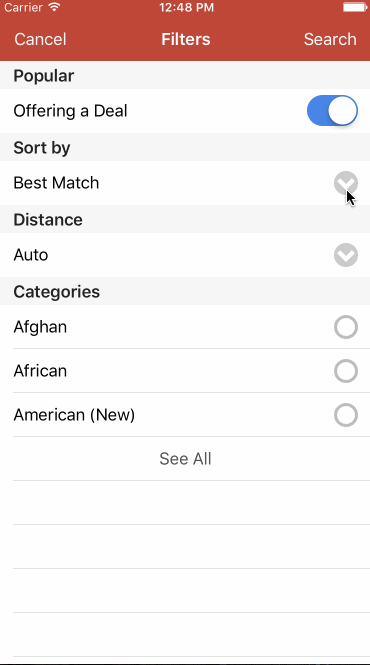 Carrier 12:48 PM
Cancel Filters Search
Popular
Offering a Deal
Sort by
Best Match
Distance
Auto
Categories
Afghan
African
American (New)
See All